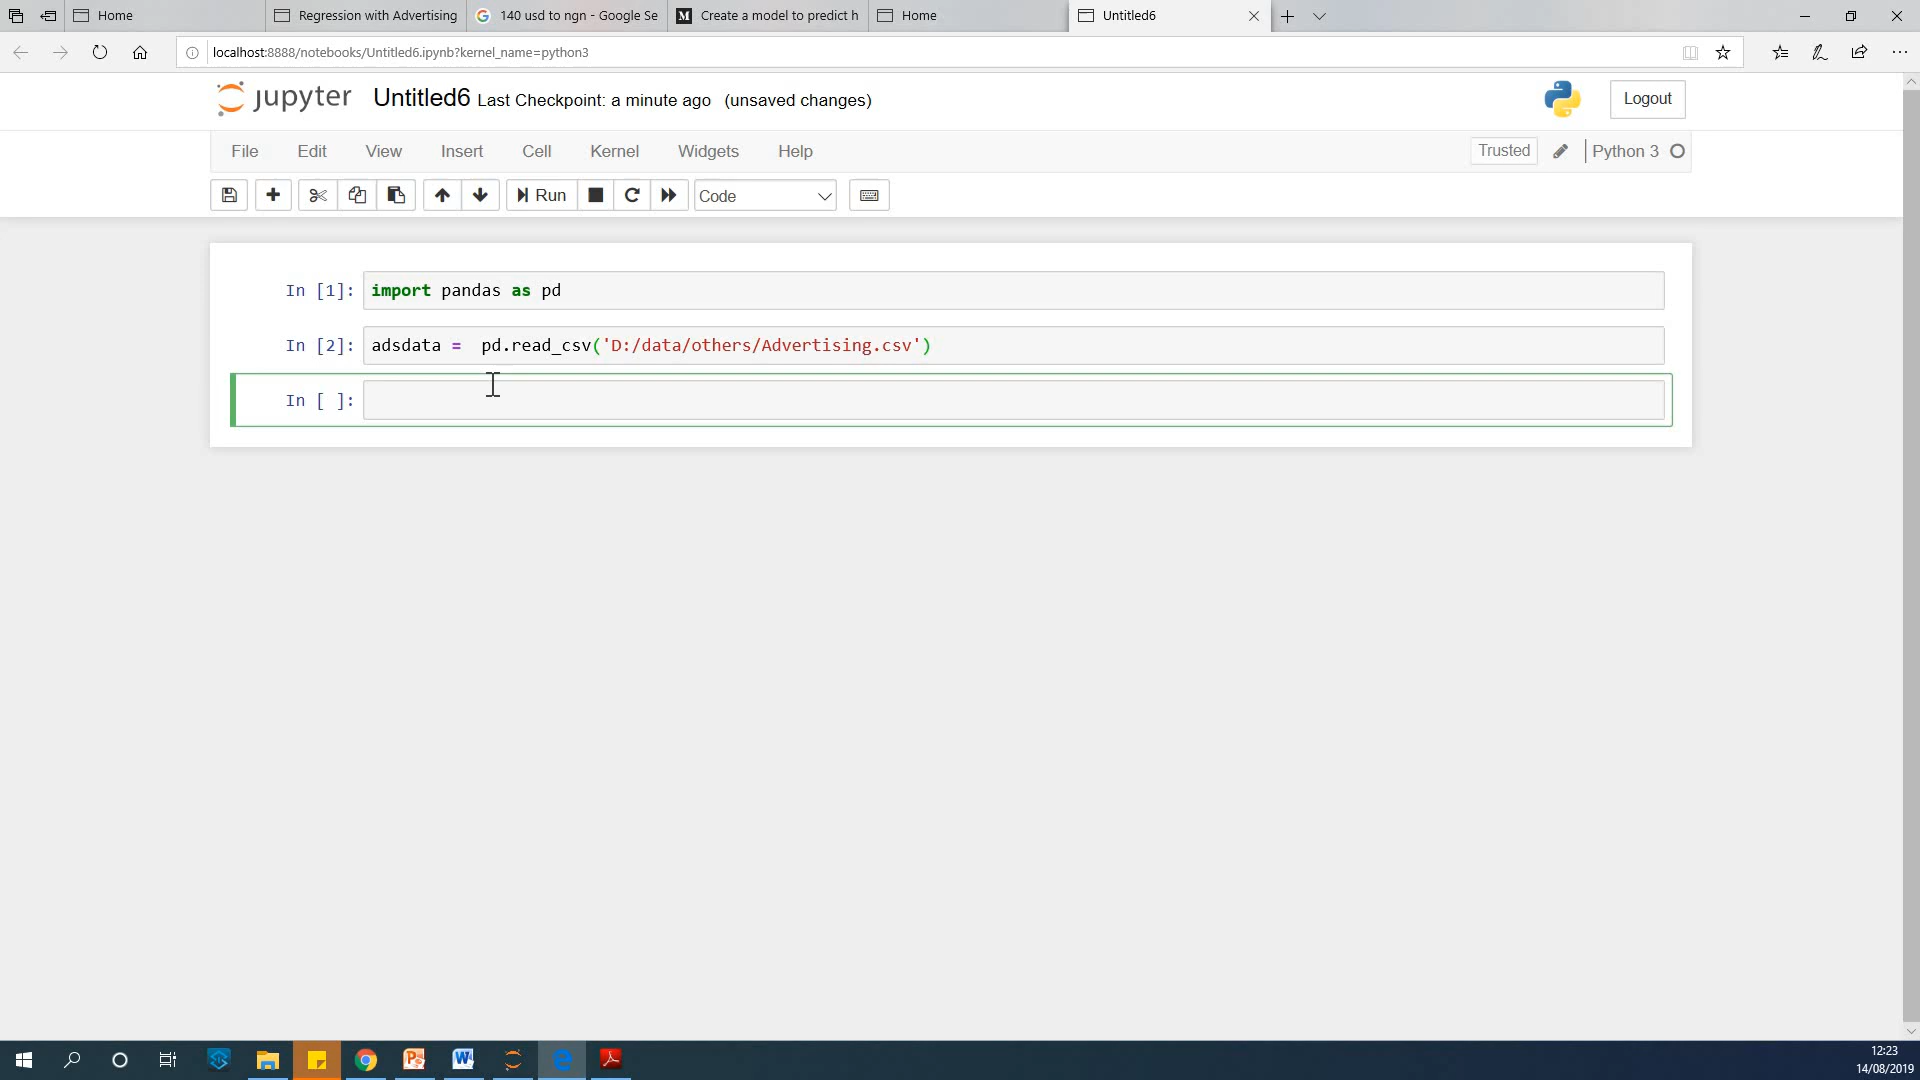 Home
Regression with Advertising
140 usd to ngn - Google Se
Create a model to predict h
Home
Untitled6
localhost:8888/notebooks/Untitled6.ipynb?kernel_name=python3
jupyter Untitled6 Last Checkpoint: a minute ago (unsaved changes)
Logout
File Edit View Insert Cell Kernel Widgets Help
Trusted Python 3
Run Code
In [1]: import pandas as pd
In [2]: adsdata =  pd.read_csv('D:/data/others/Advertising.csv')
In [ ]:
12:23
14/08/2019